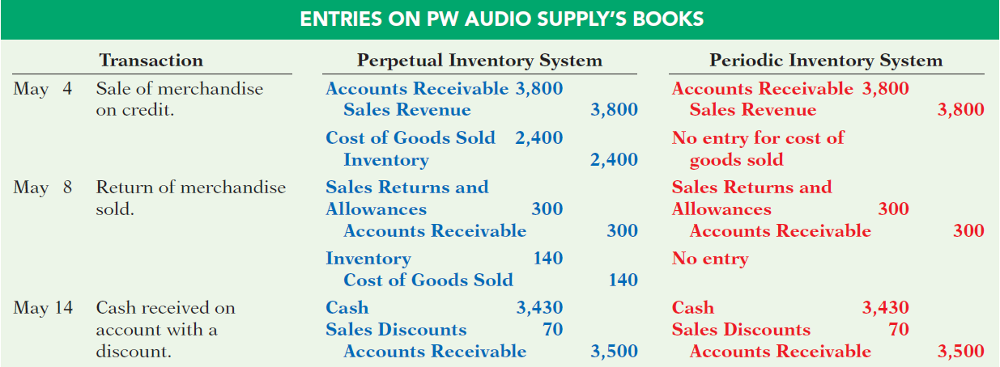 ENTRIES ON PW AUDIO SUPPLY'S BOOKS
Transaction Perpetual Inventory System Periodic Inventory System
May 4 Sale of merchandise Accounts Receivable 3,800 Accounts Receivable 3,800
on credit. Sales Revenue 3,800 Sales Revenue 3,800
Cost of Goods Sold 2,400 No entry for cost of
Inventory 2,400 goods sold
May 8 Return of merchandise Sales Returns and Sales Returns and
sold. Allowances 300 Allowances 300
Accounts Receivable 300 Accounts Receivable 300
Inventory 140 No entry
Cost of Goods Sold 140
May 14 Cash received on Cash 3,430 Cash 3,430
account with a Sales Discounts 70 Sales Discounts 70
discount. Accounts Receivable 3,500 Accounts Receivable 3,500